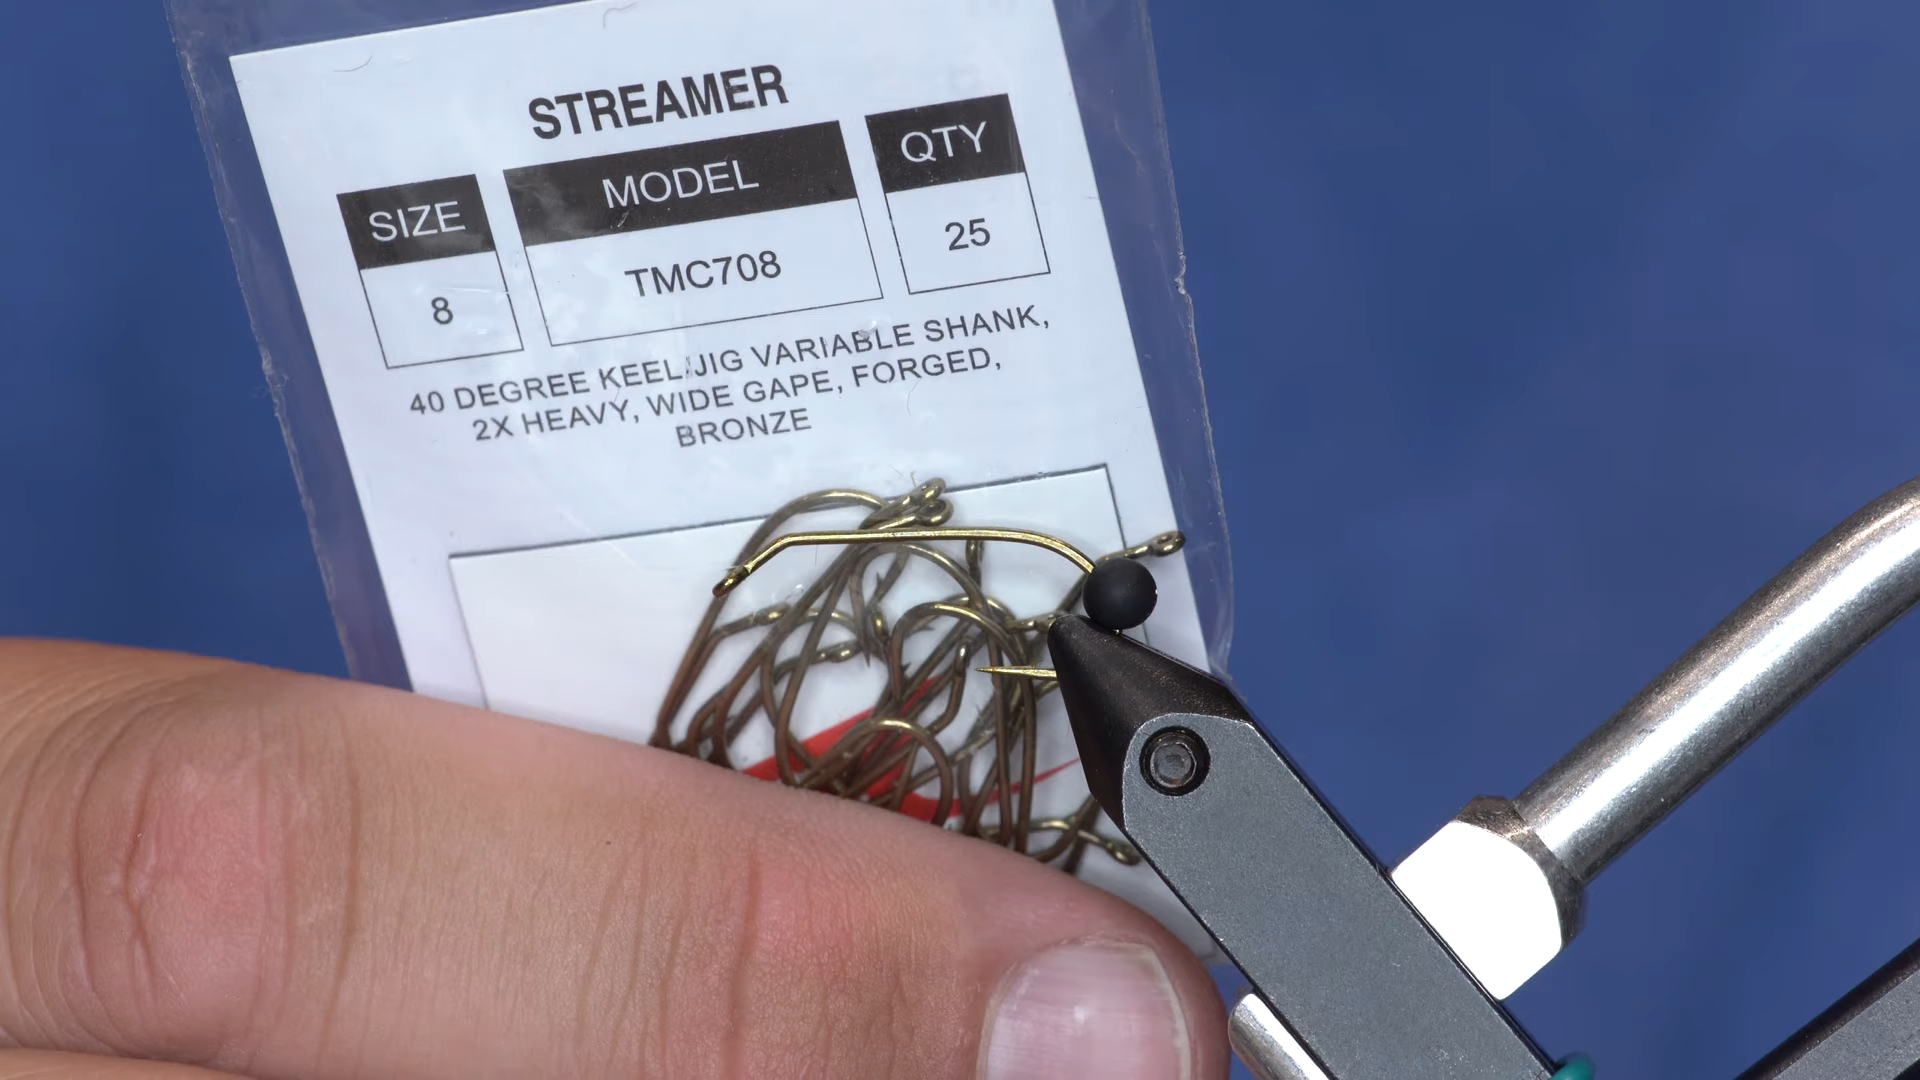 STREAMER
SIZE MODEL QTY
8 TMC708 25
40 DEGREE KEEL/JIG VARIABLE SHANK,
2X HEAVY, WIDE GAPE, FORGED,
BRONZE